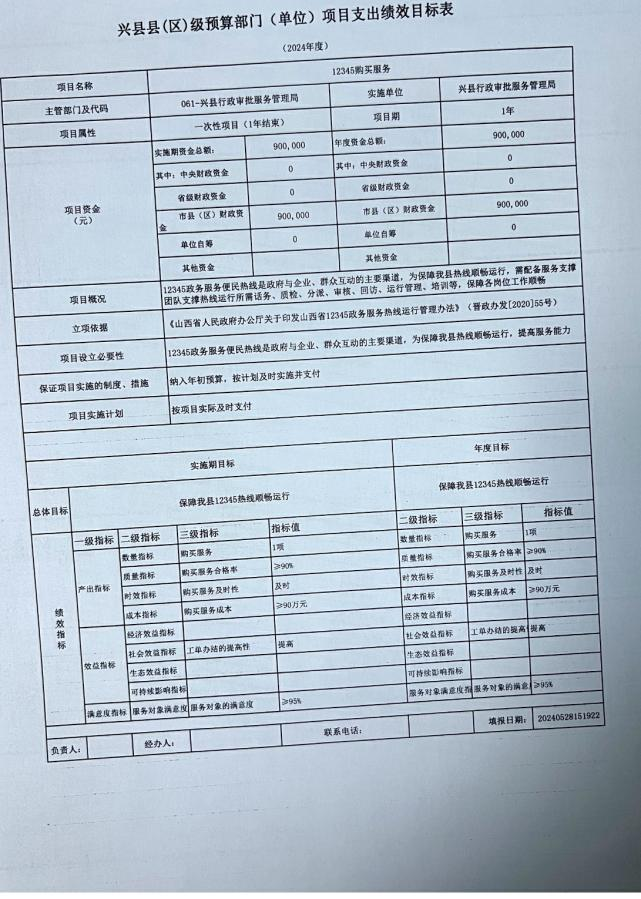 兴县县(区)级预算部门（单位）项目支出绩效目标表
（2024年度）
项目名称 12345购买服务
主管部门及代码 061-兴县行政审批服务管理局 实施单位 兴县行政审批服务管理局
项目属性 一次性项目（1年结束） 项目期 1年
项目资金（元） 实施期资金总额： 900,000 年度资金总额： 900,000
其中：中央财政资金 0 其中：中央财政资金 0
省级财政资金 0 省级财政资金 0
市县（区）财政资金 900,000 市县（区）财政资金 900,000
单位自筹 0 单位自筹 0
其他资金 其他资金
项目概况 12345政务服务便民热线是政府与企业、群众互动的主要渠道，为保障我县热线顺畅运行，需配备服务支撑
团队支撑热线运行所需话务、质检、分派、审核、回访、运行管理、培训等，保障各岗位工作顺畅
立项依据 《山西省人民政府办公厅关于印发山西省12345政务服务热线运行管理办法》（晋政办发[2020]55号）
项目设立必要性 12345政务服务便民热线是政府与企业、群众互动的主要渠道，为保障我县热线顺畅运行，提高服务能力
保证项目实施的制度、措施 纳入年初预算，按计划及时实施并支付
项目实施计划 按项目实际及时支付
实施期目标 年度目标
总体目标 保障我县12345热线顺畅运行 保障我县12345热线顺畅运行
绩效指标 一级指标 二级指标 三级指标 指标值 二级指标 三级指标 指标值
产出指标 数量指标 购买服务 1项 数量指标 购买服务 1项
质量指标 购买服务合格率 ≥90% 质量指标 购买服务合格率 ≥90%
时效指标 购买服务及时性 及时 时效指标 购买服务及时性 及时
成本指标 购买服务成本 ≥90万元 成本指标 购买服务成本 ≥90万元
效益指标 经济效益指标 经济效益指标
社会效益指标 工单办结的提高性 提高 社会效益指标 工单办结的提高 提高
生态效益指标 生态效益指标
可持续影响指标 可持续影响指标
满意度指标 服务对象满意度 服务对象的满意度 ≥95% 服务对象满意度指 服务对象的满意 ≥95%
负责人： 经办人： 联系电话： 填报日期： 20240528151922